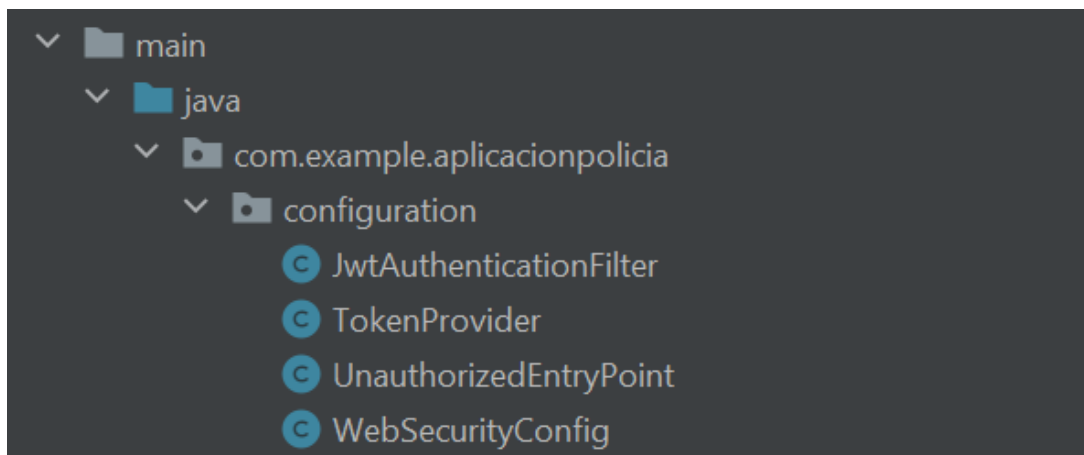 main
java
com.example.aplicacionpolicia
configuration
C JwtAuthenticationFilter
C TokenProvider
C UnauthorizedEntryPoint
C WebSecurityConfig